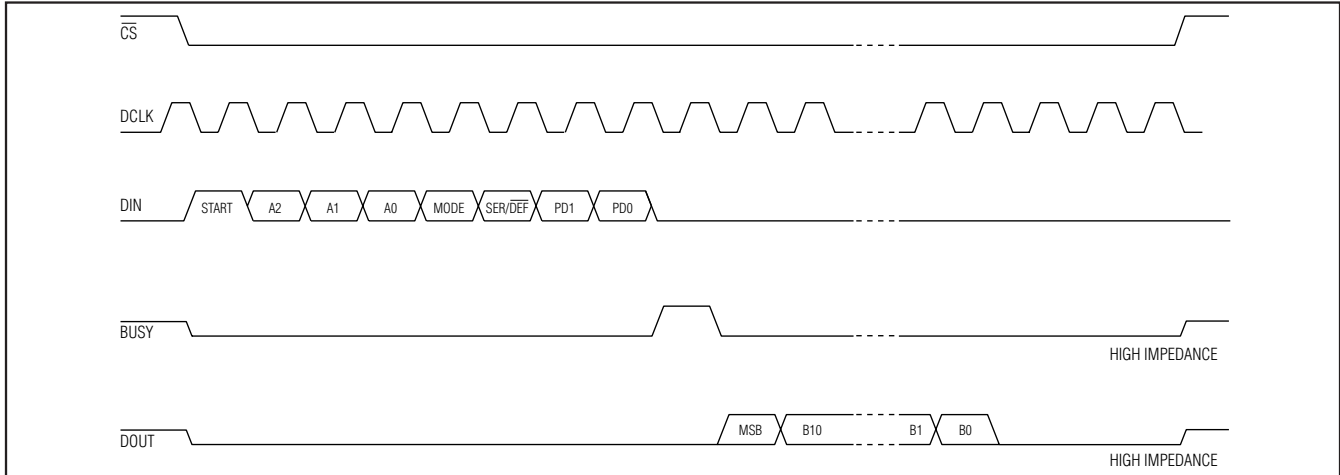 CS
DCLK
DIN START A2 A1 A0 MODE SER/DEF PD1 PD0
BUSY
HIGH IMPEDANCE
MSB B10 B1 B0
DOUT
HIGH IMPEDANCE